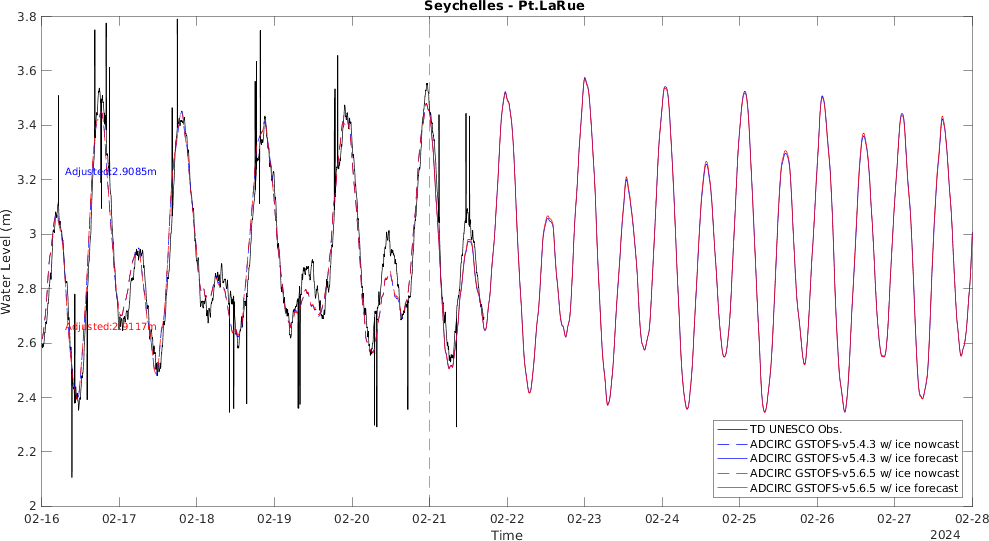 Seychelles - Pt.LaRue
3.8
3.6
3.4
3.2
3
2.8
2.6
2.4
2.2
2
Water Level (m)
Adjusted:2.9085m
Adjusted:2.9117m
TD UNESCO Obs.
ADCIRC GSTOFS-v5.4.3 w/ ice nowcast
ADCIRC GSTOFS-v5.4.3 w/ ice forecast
ADCIRC GSTOFS-v5.6.5 w/ ice nowcast
ADCIRC GSTOFS-v5.6.5 w/ ice forecast
02-16 02-17 02-18 02-19 02-20 02-21 02-22 02-23 02-24 02-25 02-26 02-27 02-28
Time
2024